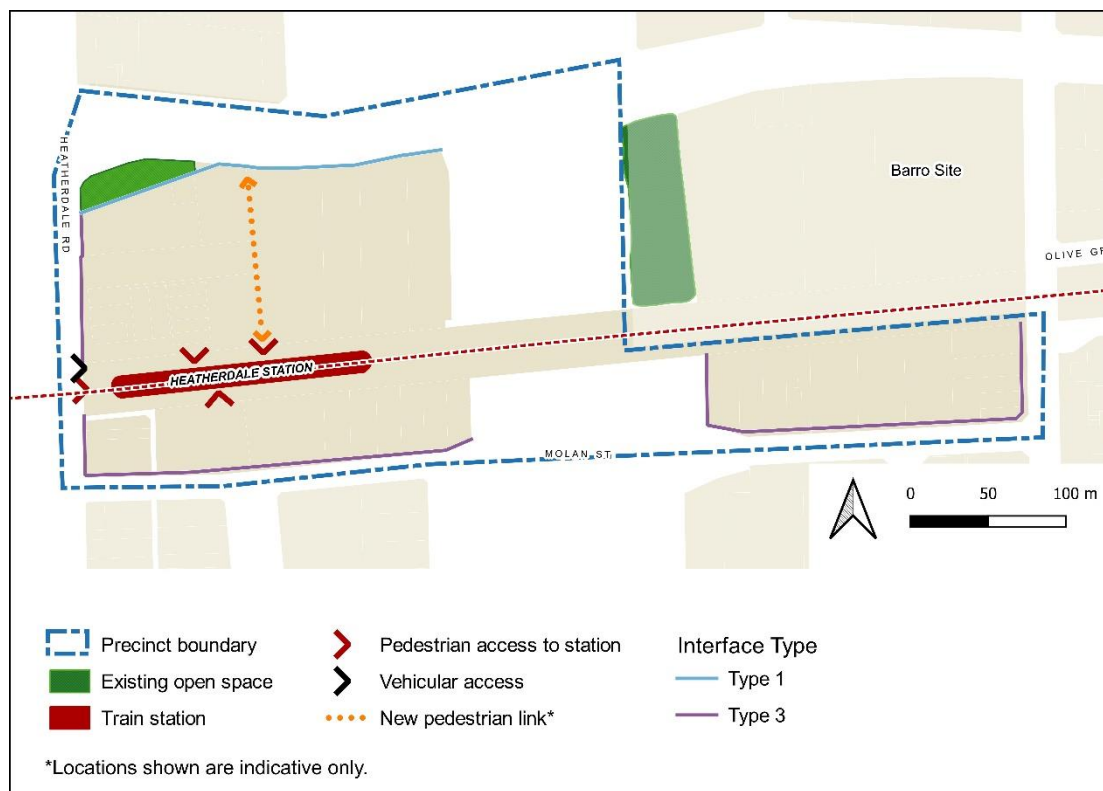 HEATHERDALE RD
Barro Site
OLIVE GR
HEATHERDALE STATION
MOLAN ST
0 50 100 m
Precinct boundary
Existing open space
Train station
Pedestrian access to station
Vehicular access
New pedestrian link*
Interface Type
Type 1
Type 3
*Locations shown are indicative only.